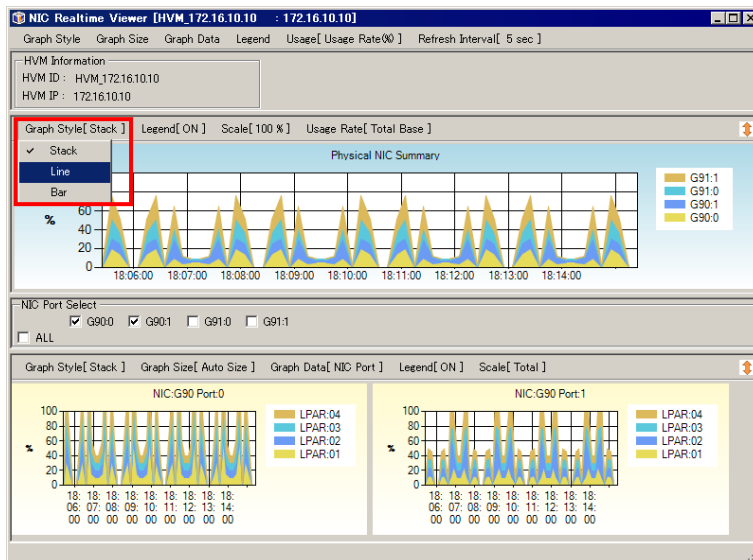 NIC Realtime Viewer [HVM_172.16.10.10 : 172.16.10.10]
Graph Style Graph Size Graph Data Legend Usage[ Usage Rate(%) ] Refresh Interval[ 5 sec ]
HVM Information
HVM ID : HVM_172.16.10.10
HVM IP : 172.16.10.10
Graph Style[ Stack ] Legend[ ON ] Scale[ 100 % ] Usage Rate[ Total Base ]
Stack
Line
Bar
Physical NIC Summary
%
60
40
20
0
18:06:00 18:07:00 18:08:00 18:09:00 18:10:00 18:11:00 18:12:00 18:13:00 18:14:00
G91:1
G91:0
G90:1
G90:0
NIC Port Select
G90:0 G90:1 G91:0 G91:1
ALL
Graph Style[ Stack ] Graph Size[ Auto Size ] Graph Data[ NIC Port ] Legend[ ON ] Scale[ Total ]
NIC:G90 Port:0
%
100
80
60
40
20
0
18: 18: 18: 18: 18: 18: 18: 18: 18:
06: 07: 08: 09: 10: 11: 12: 13: 14:
00 00 00 00 00 00 00 00 00
LPAR:04
LPAR:03
LPAR:02
LPAR:01
NIC:G90 Port:1
%
100
80
60
40
20
0
18: 18: 18: 18: 18: 18: 18: 18: 18:
06: 07: 08: 09: 10: 11: 12: 13: 14:
00 00 00 00 00 00 00 00 00
LPAR:04
LPAR:03
LPAR:02
LPAR:01